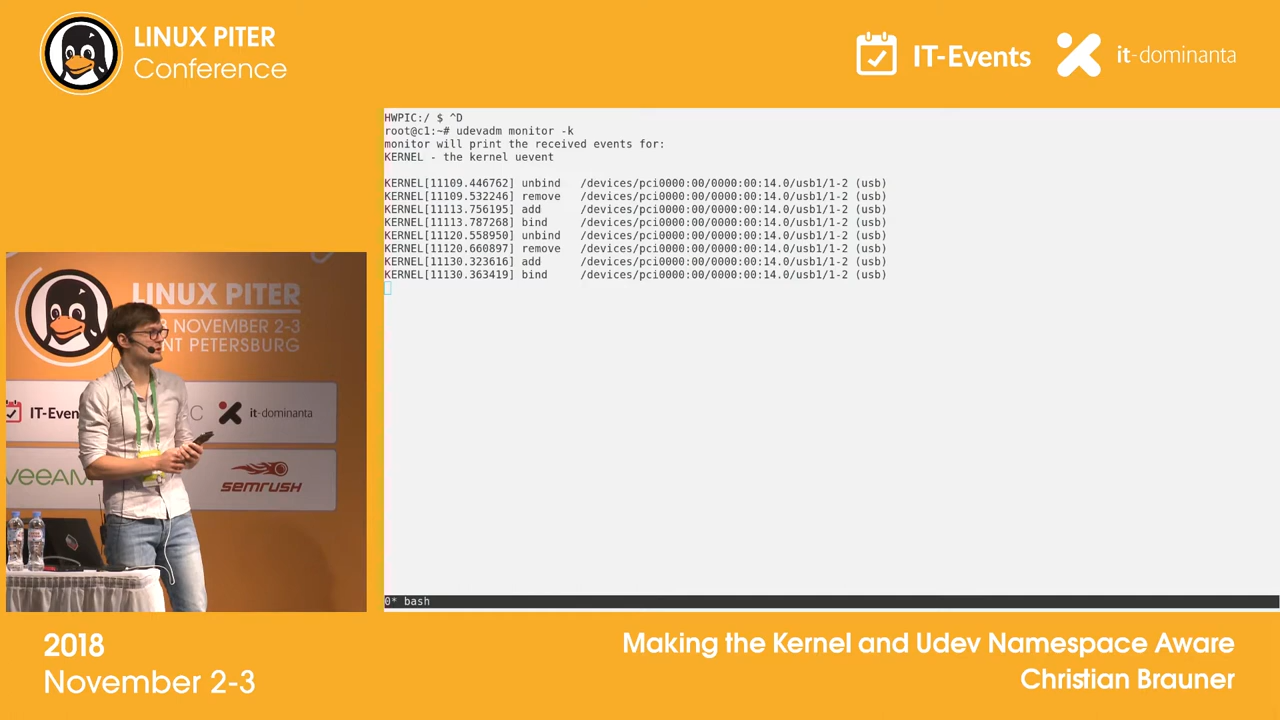 LINUX PITER
Conference
IT-Events
it-dominanta
HWPIC:/ $ ^D
root@c1:~# udevadm monitor -k
monitor will print the received events for:
KERNEL - the kernel uevent
KERNEL[11109.446762] unbind   /devices/pci0000:00/0000:00:14.0/usb1/1-2 (usb)
KERNEL[11109.532246] remove   /devices/pci0000:00/0000:00:14.0/usb1/1-2 (usb)
KERNEL[11113.756195] add      /devices/pci0000:00/0000:00:14.0/usb1/1-2 (usb)
KERNEL[11113.787268] bind     /devices/pci0000:00/0000:00:14.0/usb1/1-2 (usb)
KERNEL[11120.558950] unbind   /devices/pci0000:00/0000:00:14.0/usb1/1-2 (usb)
KERNEL[11120.660897] remove   /devices/pci0000:00/0000:00:14.0/usb1/1-2 (usb)
KERNEL[11130.323616] add      /devices/pci0000:00/0000:00:14.0/usb1/1-2 (usb)
KERNEL[11130.363419] bind     /devices/pci0000:00/0000:00:14.0/usb1/1-2 (usb)
0* bash
LINUX PITER
NOVEMBER 2-3
NT PETERSBURG
IT-Even
C
it-dominanta
veeam
semrush
2018
November 2-3
Making the Kernel and Udev Namespace Aware
Christian Brauner